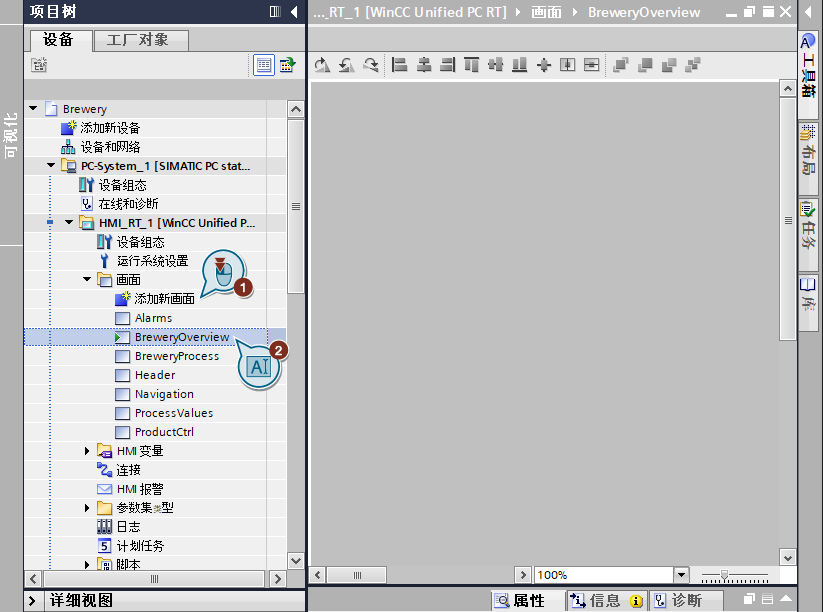 项目树
..._RT_1 [WinCC Unified PC RT]
画面
BreweryOverview
设备
工厂对象
可视化
Brewery
添加新设备
设备和网络
PC-System_1 [SIMATIC PC stat...
设备组态
在线和诊断
HMI_RT_1 [WinCC Unified P...
设备组态
运行系统设置
画面
1
添加新画面
Alarms
BreweryOverview
2
AI
BreweryProcess
Header
Navigation
ProcessValues
ProductCtrl
HMI 变量
连接
HMI 报警
参数集类型
日志
计划任务
脚本
详细视图
100%
属性
信息
诊断
工具箱
布局
任务
库